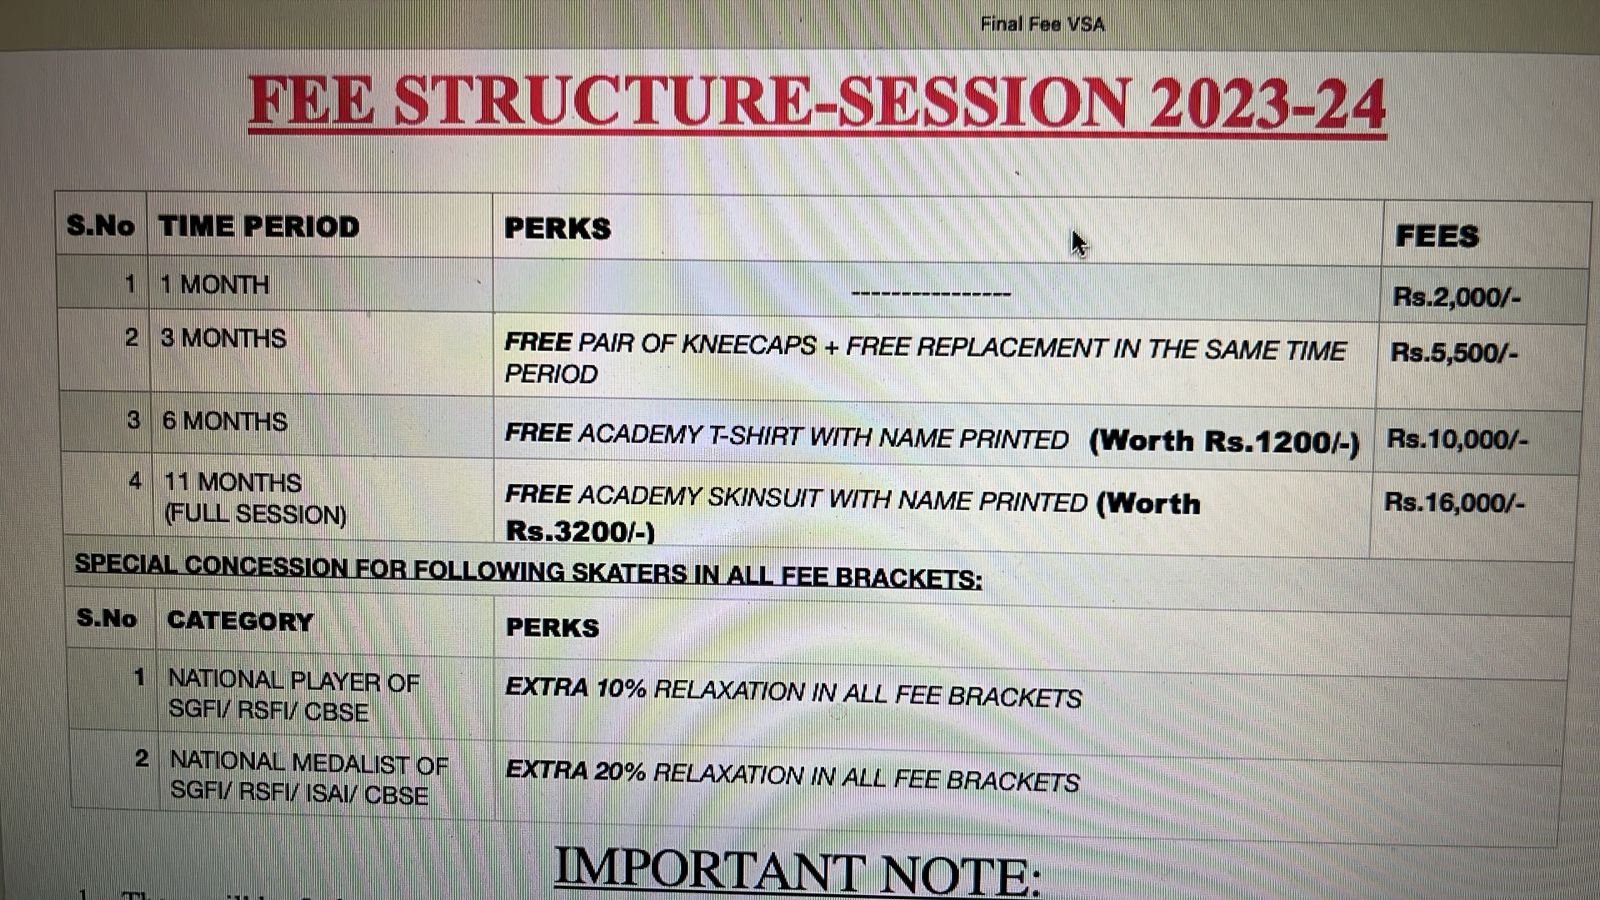 Final Fee VSA
FEE STRUCTURE-SESSION 2023-24
S.No TIME PERIOD PERKS FEES
1 1 MONTH ---------------- Rs.2,000/-
2 3 MONTHS FREE PAIR OF KNEECAPS + FREE REPLACEMENT IN THE SAME TIME Rs.5,500/-
PERIOD
3 6 MONTHS FREE ACADEMY T-SHIRT WITH NAME PRINTED (Worth Rs.1200/-) Rs.10,000/-
4 11 MONTHS FREE ACADEMY SKINSUIT WITH NAME PRINTED (Worth Rs.16,000/-
(FULL SESSION) Rs.3200/-)
SPECIAL CONCESSION FOR FOLLOWING SKATERS IN ALL FEE BRACKETS:
S.No CATEGORY PERKS
1 NATIONAL PLAYER OF EXTRA 10% RELAXATION IN ALL FEE BRACKETS
SGFI/ RSFI/ CBSE
2 NATIONAL MEDALIST OF EXTRA 20% RELAXATION IN ALL FEE BRACKETS
SGFI/ RSFI/ ISAI/ CBSE
IMPORTANT NOTE: